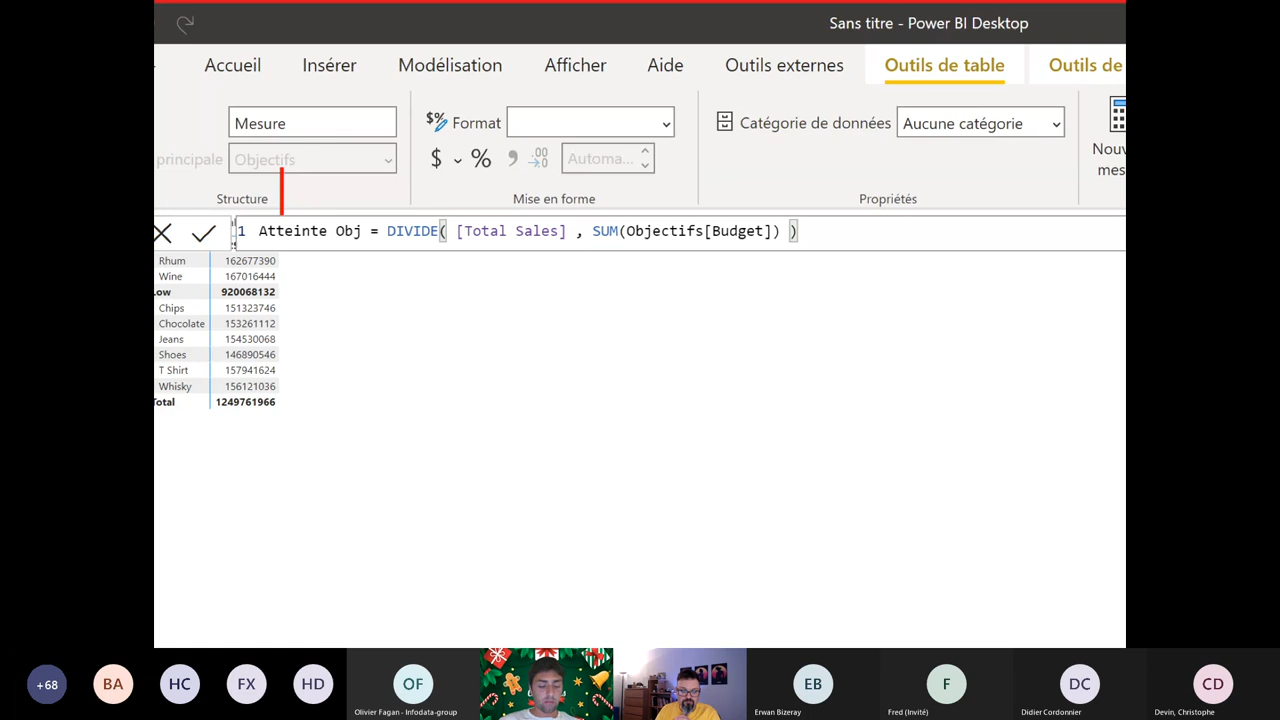 Sans titre - Power BI Desktop
Accueil Insérer Modélisation Afficher Aide Outils externes Outils de table Outils de
Mesure
$% Format
Catégorie de données Aucune catégorie
principale Objectifs
$ % Automa...
Nouv
mes
Structure Mise en forme Propriétés
1 Atteinte Obj = DIVIDE( [Total Sales] , SUM(Objectifs[Budget]) )
Rhum 162677390
Wine 167016444
Low 920068132
Chips 151323746
Chocolate 153261112
Jeans 154530068
Shoes 146890546
T Shirt 157941624
Whisky 156121036
Total 1249761966
+68 BA HC FX HD OF EB F DC CD
Olivier Fagan - Infodata-group Erwan Bizeray Fred (Invité) Didier Cordonnier Devin, Christophe